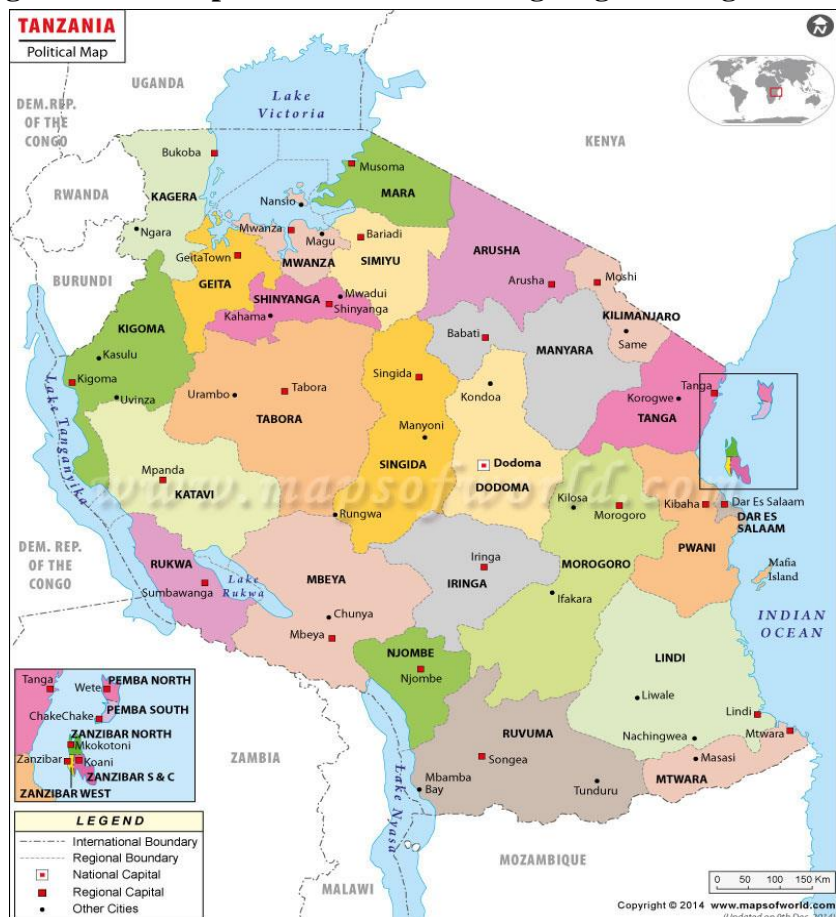 TANZANIA
Political Map
UGANDA
DEM. REP.
OF THE
CONGO
Lake
Victoria
KENYA
RWANDA
BURUNDI
Bukoba
KAGERA
Ngara
Musoma
MARA
Nansio
Mwanza
Magu
MWANZA
Bariadi
SIMIYU
GeitaTown
GEITA
SHINYANGA
Mwadui
Shinyanga
Kahama
ARUSHA
Arusha
Moshi
KILIMANJARO
Same
KIGOMA
Kasulu
Kigoma
Uvinza
Lake Tanganyika
Urambo
Tabora
TABORA
Singida
Manyoni
SINGIDA
Babati
MANYARA
Kondoa
Dodoma
DODOMA
Korogwe
Tanga
TANGA
Mpanda
KATAVI
www.mapsofworld.com
Rungwa
Kilosa
Morogoro
MOROGORO
Ifakara
Kibaha
Dar Es Salaam
DAR ES
SALAAM
PWANI
Mafia
Island
DEM. REP.
OF THE
CONGO
RUKWA
Sumbawanga
Lake
Rukwa
MBEYA
Chunya
Mbeya
Iringa
IRINGA
INDIAN
OCEAN
NJOMBE
Njombe
LINDI
Liwale
Lindi
Nachingwea
Mtwara
Masasi
MTWARA
RUVUMA
Songea
Tunduru
Mbamba
Bay
Lake Nyasa
ZAMBIA
MALAWI
MOZAMBIQUE
Tanga
Wete
PEMBA NORTH
ChakeChake
PEMBA SOUTH
ZANZIBAR NORTH
Mkokotoni
Zanzibar
Koani
ZANZIBAR S & C
ZANZIBAR WEST
LEGEND
International Boundary
Regional Boundary
National Capital
Regional Capital
Other Cities
0 50 100 150 Km
Copyright © 2014 www.mapsofworld.com